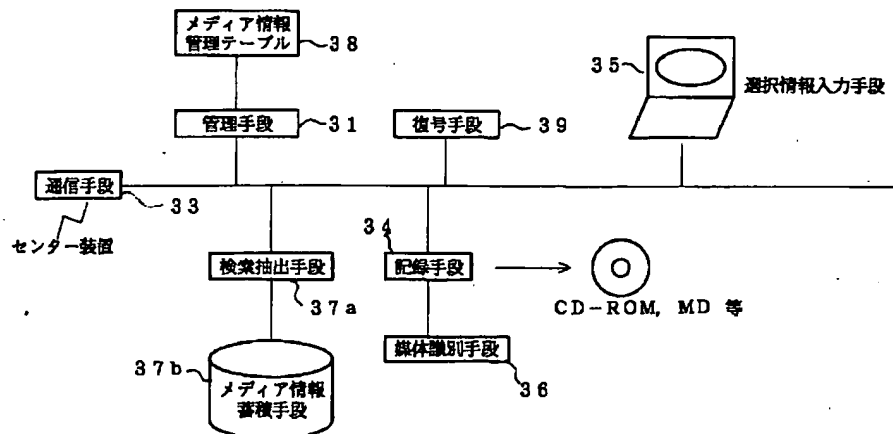 メディア情報
管理テーブル
38
35
選択情報入力手段
管理手段
31
復号手段
39
通信手段
33
センター装置
34
検索抽出手段
37a
記録手段
CD-ROM, MD 等
37b
メディア情報
蓄積手段
媒体識別手段
36